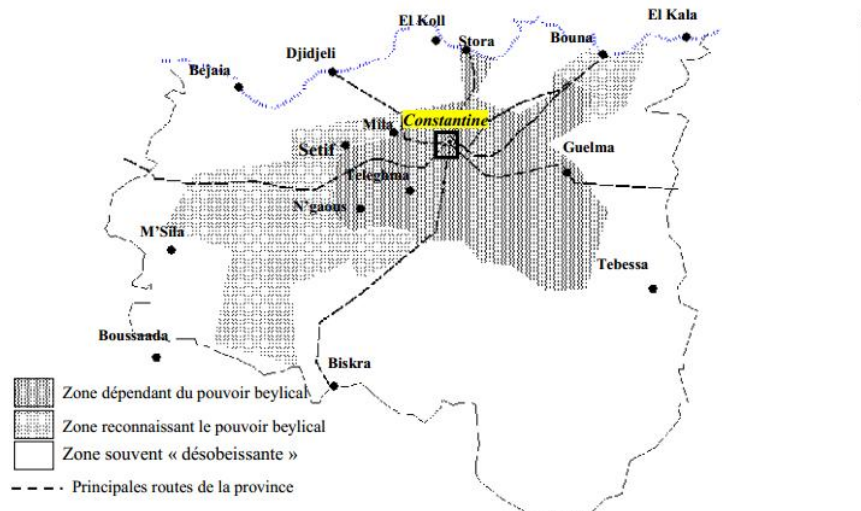 El Kala
El Koll
Stora
Bouna
Djidjeli
Bejaia
Mila
Constantine
Setif
Guelma
Teleghma
N'gaous
M'Sila
Tebessa
Boussaada
Biskra
Zone dépendant du pouvoir beylical
Zone reconnaissant le pouvoir beylical
Zone souvent « désobeissante »
Principales routes de la province